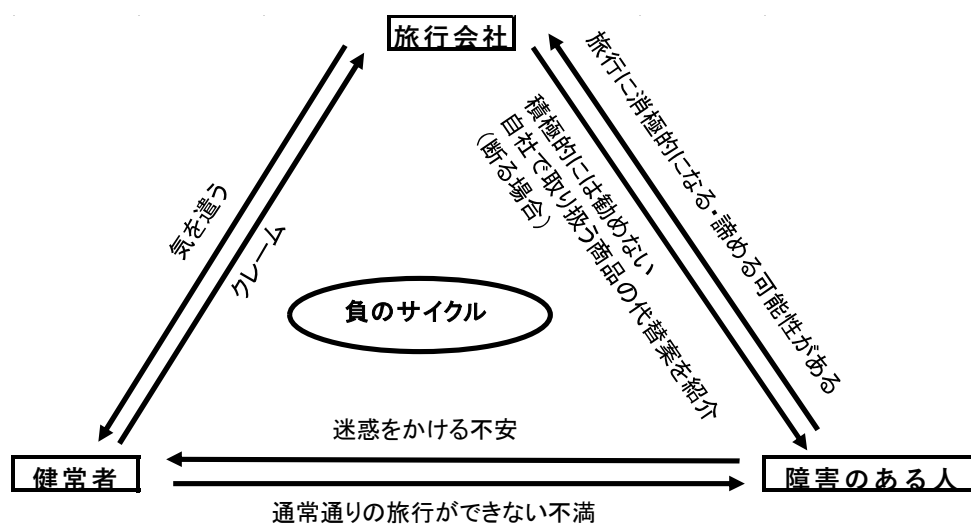 旅行会社
旅行に消極的になる・諦める可能性がある
積極的には勧めない
自社で取り扱う商品の代替案を紹介
（断る場合）
気を遣う
クレーム
負のサイクル
迷惑をかける不安
健常者
障害のある人
通常通りの旅行ができない不満